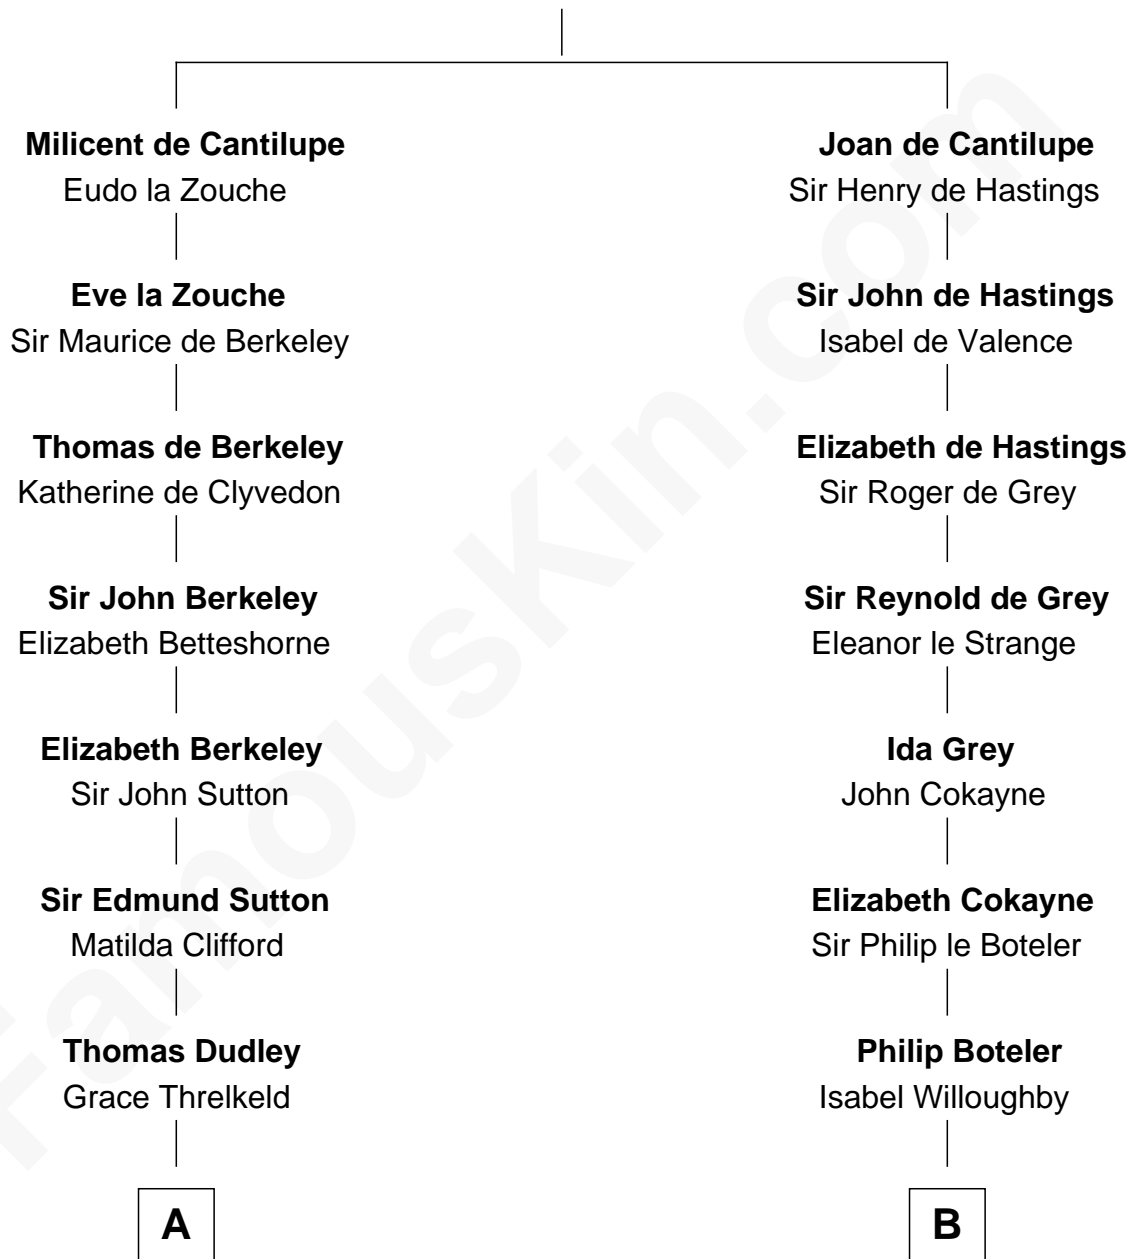 Milicent de Cantilupe
Eudo la Zouche
Eve la Zouche
Sir Maurice de Berkeley
Thomas de Berkeley
Katherine de Clyvedon
Sir John Berkeley
Elizabeth Betteshorne
Elizabeth Berkeley
Sir John Sutton
Sir Edmund Sutton
Matilda Clifford
Thomas Dudley
Grace Threlkeld
A
Joan de Cantilupe
Sir Henry de Hastings
Sir John de Hastings
Isabel de Valence
Elizabeth de Hastings
Sir Roger de Grey
Sir Reynold de Grey
Eleanor le Strange
Ida Grey
John Cokayne
Elizabeth Cokayne
Sir Philip le Boteler
Philip Boteler
Isabel Willoughby
B
FamousKin.com